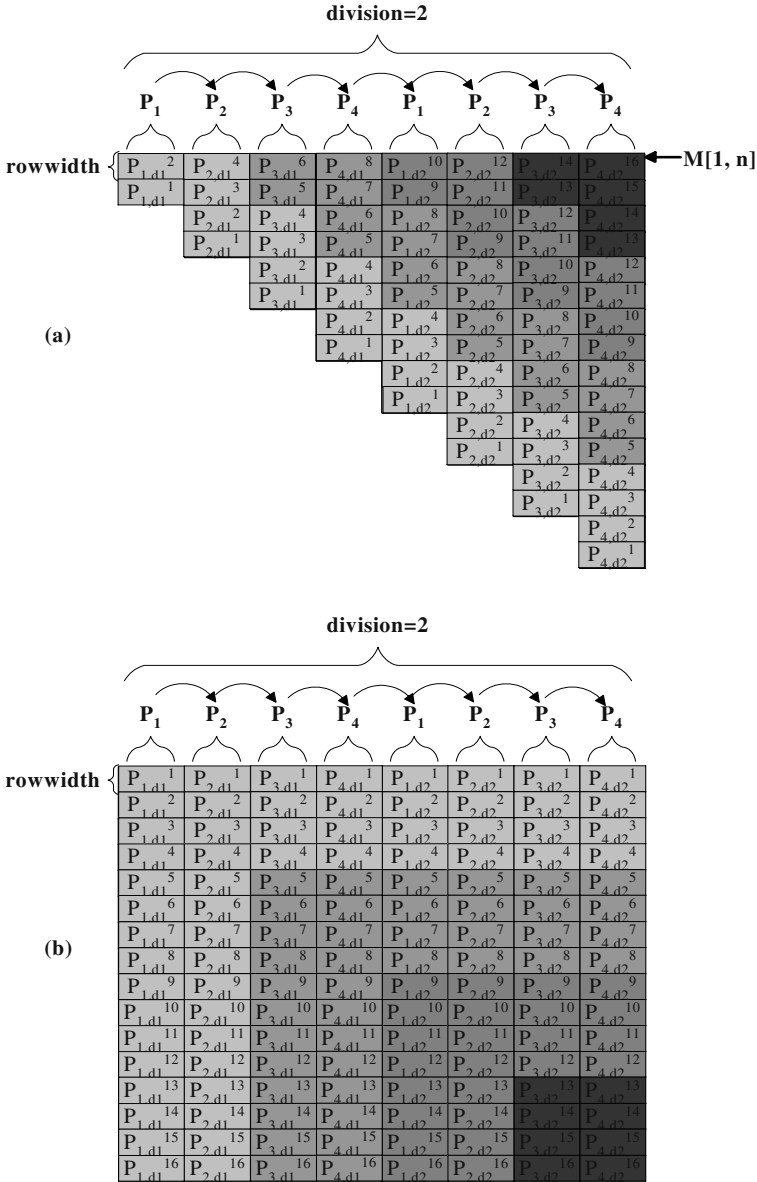 division=2
P1 P2 P3 P4 P1 P2 P3 P4
rowwidth P1,d1 2 P2,d1 4 P3,d1 6 P4,d1 8 P1,d2 10 P2,d2 12 P3,d2 14 P4,d2 16 M[1, n]
P1,d1 1 P2,d1 3 P3,d1 5 P4,d1 7 P1,d2 9 P2,d2 11 P3,d2 13 P4,d2 15
P2,d1 2 P3,d1 4 P4,d1 6 P1,d2 8 P2,d2 10 P3,d2 12 P4,d2 14
P2,d1 1 P3,d1 3 P4,d1 5 P1,d2 7 P2,d2 9 P3,d2 11 P4,d2 13
P3,d1 2 P4,d1 4 P1,d2 6 P2,d2 8 P3,d2 10 P4,d2 12
P3,d1 1 P4,d1 3 P1,d2 5 P2,d2 7 P3,d2 9 P4,d2 11
(a) P4,d1 2 P1,d2 4 P2,d2 6 P3,d2 8 P4,d2 10
P4,d1 1 P1,d2 3 P2,d2 5 P3,d2 7 P4,d2 9
P1,d2 2 P2,d2 4 P3,d2 6 P4,d2 8
P1,d2 1 P2,d2 3 P3,d2 5 P4,d2 7
P2,d2 2 P3,d2 4 P4,d2 6
P2,d2 1 P3,d2 3 P4,d2 5
P3,d2 2 P4,d2 4
P3,d2 1 P4,d2 3
P4,d2 2
P4,d2 1
division=2
P1 P2 P3 P4 P1 P2 P3 P4
rowwidth P1,d1 1 P2,d1 1 P3,d1 1 P4,d1 1 P1,d2 1 P2,d2 1 P3,d2 1 P4,d2 1
P1,d1 2 P2,d1 2 P3,d1 2 P4,d1 2 P1,d2 2 P2,d2 2 P3,d2 2 P4,d2 2
P1,d1 3 P2,d1 3 P3,d1 3 P4,d1 3 P1,d2 3 P2,d2 3 P3,d2 3 P4,d2 3
P1,d1 4 P2,d1 4 P3,d1 4 P4,d1 4 P1,d2 4 P2,d2 4 P3,d2 4 P4,d2 4
P1,d1 5 P2,d1 5 P3,d1 5 P4,d1 5 P1,d2 5 P2,d2 5 P3,d2 5 P4,d2 5
P1,d1 6 P2,d1 6 P3,d1 6 P4,d1 6 P1,d2 6 P2,d2 6 P3,d2 6 P4,d2 6
P1,d1 7 P2,d1 7 P3,d1 7 P4,d1 7 P1,d2 7 P2,d2 7 P3,d2 7 P4,d2 7
(b) P1,d1 8 P2,d1 8 P3,d1 8 P4,d1 8 P1,d2 8 P2,d2 8 P3,d2 8 P4,d2 8
P1,d1 9 P2,d1 9 P3,d1 9 P4,d1 9 P1,d2 9 P2,d2 9 P3,d2 9 P4,d2 9
P1,d1 10 P2,d1 10 P3,d1 10 P4,d1 10 P1,d2 10 P2,d2 10 P3,d2 10 P4,d2 10
P1,d1 11 P2,d1 11 P3,d1 11 P4,d1 11 P1,d2 11 P2,d2 11 P3,d2 11 P4,d2 11
P1,d1 12 P2,d1 12 P3,d1 12 P4,d1 12 P1,d2 12 P2,d2 12 P3,d2 12 P4,d2 12
P1,d1 13 P2,d1 13 P3,d1 13 P4,d1 13 P1,d2 13 P2,d2 13 P3,d2 13 P4,d2 13
P1,d1 14 P2,d1 14 P3,d1 14 P4,d1 14 P1,d2 14 P2,d2 14 P3,d2 14 P4,d2 14
P1,d1 15 P2,d1 15 P3,d1 15 P4,d1 15 P1,d2 15 P2,d2 15 P3,d2 15 P4,d2 15
P1,d1 16 P2,d1 16 P3,d1 16 P4,d1 16 P1,d2 16 P2,d2 16 P3,d2 16 P4,d2 16